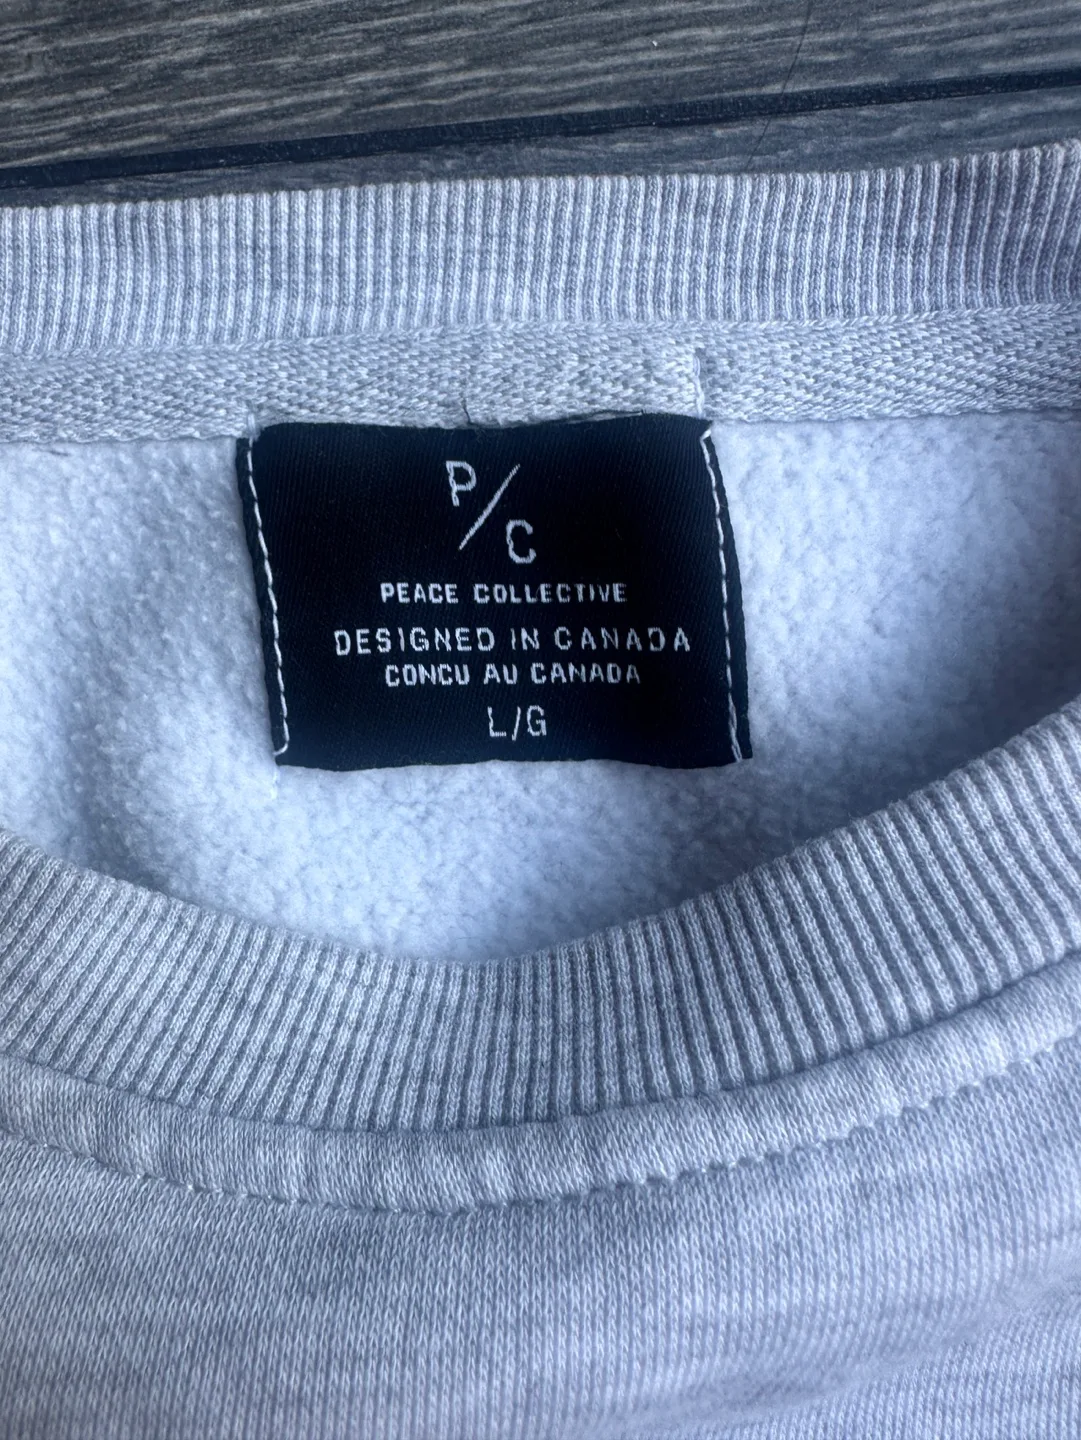 P/C
PEACE COLLECTIVE
DESIGNED IN CANADA
CONCU AU CANADA
L/G